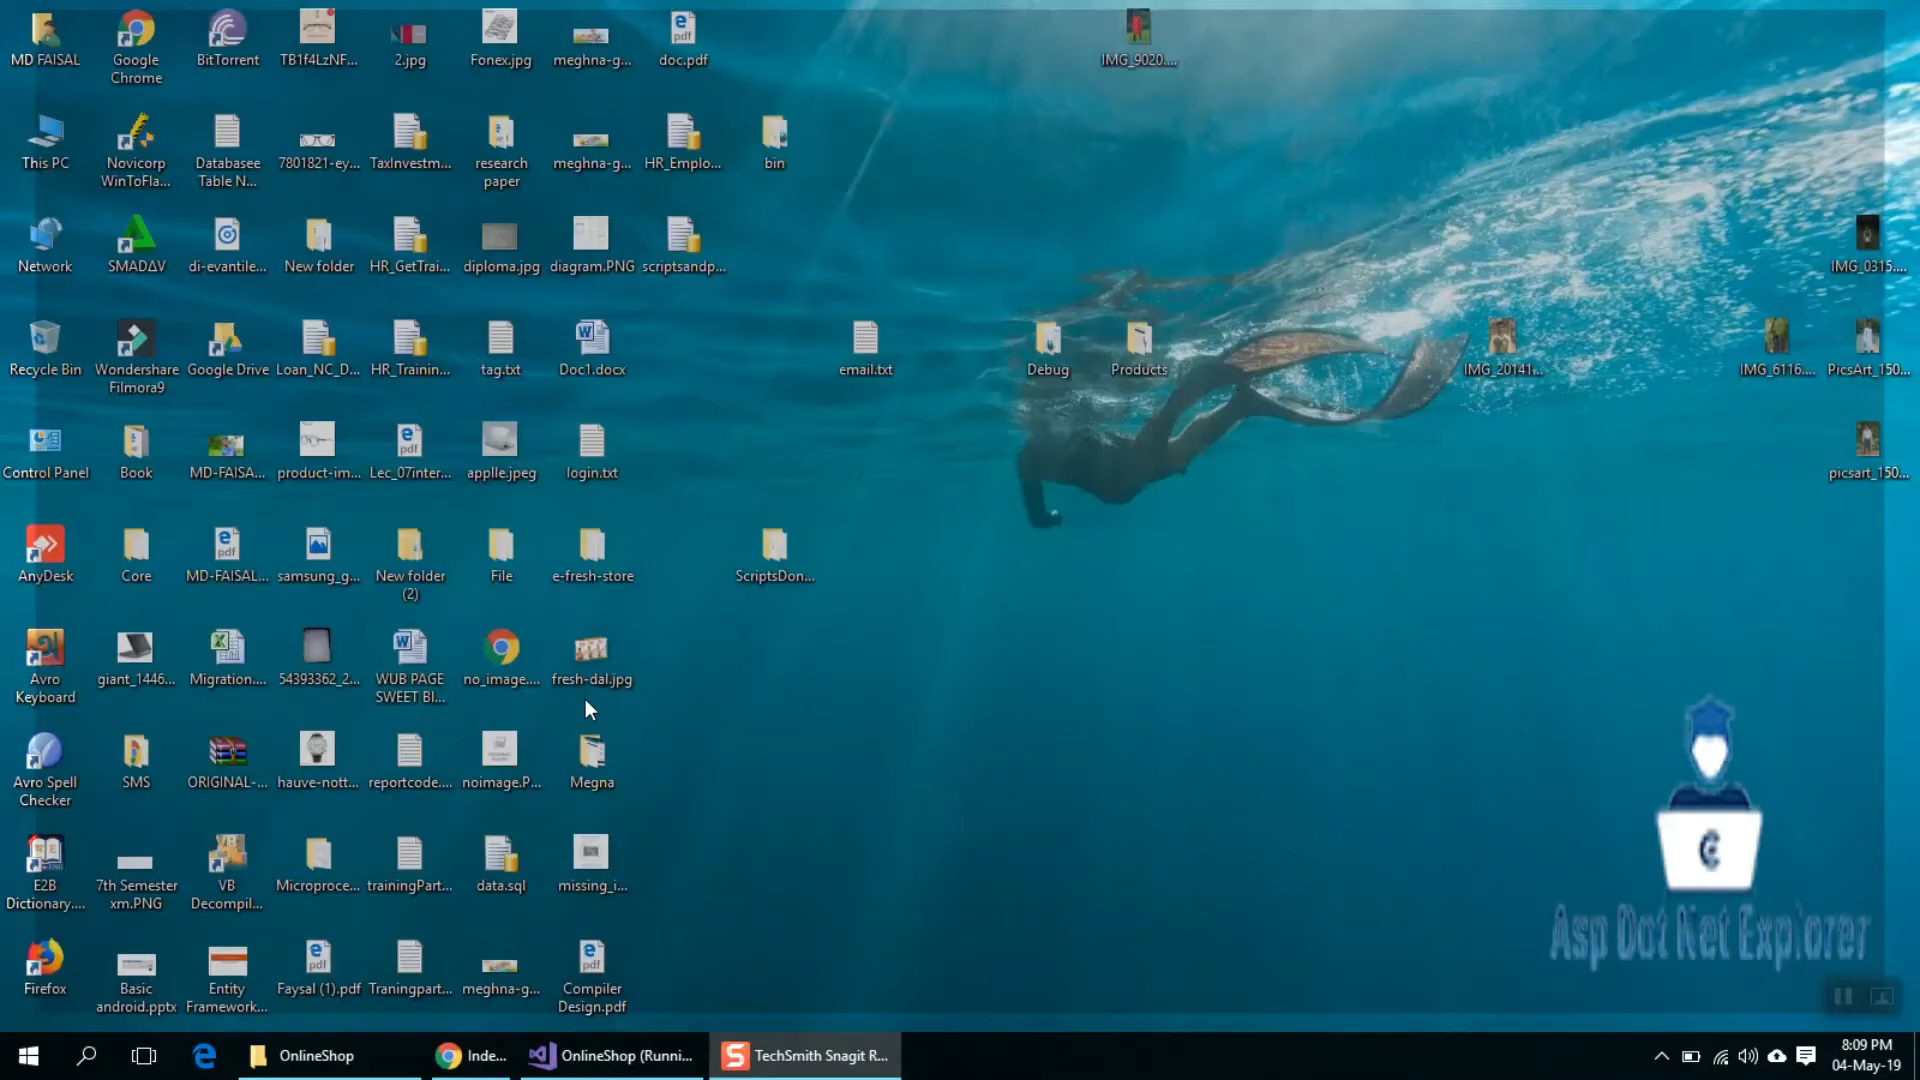 MD FAISAL
Google
Chrome
BitTorrent
TB1f4LzNF...
2.jpg
Fonex.jpg
meghna-g...
doc.pdf
IMG_9020....
This PC
Novicorp
WinToFla...
Databasee
Table N...
7801821-ey...
TaxInvestm...
research
paper
meghna-g...
HR_Emplo...
bin
Network
SMADAV
di-evantile...
New folder
HR_GetTrai...
diploma.jpg
diagram.PNG
scriptsandp...
IMG_0315....
Recycle Bin
Wondershare
Filmora9
Google Drive
Loan_NC_D...
HR_Trainin...
tag.txt
Doc1.docx
email.txt
Debug
Products
IMG_20141...
IMG_6116....
PicsArt_150...
Control Panel
Book
MD-FAISA...
product-im...
Lec_07inter...
applle.jpeg
login.txt
picsart_150...
AnyDesk
Core
MD-FAISAL...
samsung_g...
New folder
(2)
File
e-fresh-store
ScriptsDon...
Avro
Keyboard
giant_1446...
Migration....
54393362_2...
WUB PAGE
SWEET BI...
no_image....
fresh-dal.jpg
Avro Spell
Checker
SMS
ORIGINAL-...
hauve-nott...
reportcode....
noimage.P...
Megna
E2B
Dictionary....
7th Semester
xm.PNG
VB
Decompil...
Microproce...
trainingPart...
data.sql
missing_i...
Asp Dot Net Explorer
Firefox
Basic
android.pptx
Entity
Framework...
Faysal (1).pdf
Traningpart...
meghna-g...
Compiler
Design.pdf
OnlineShop
Inde...
OnlineShop (Runni...
TechSmith Snagit R...
8:09 PM
04-May-19